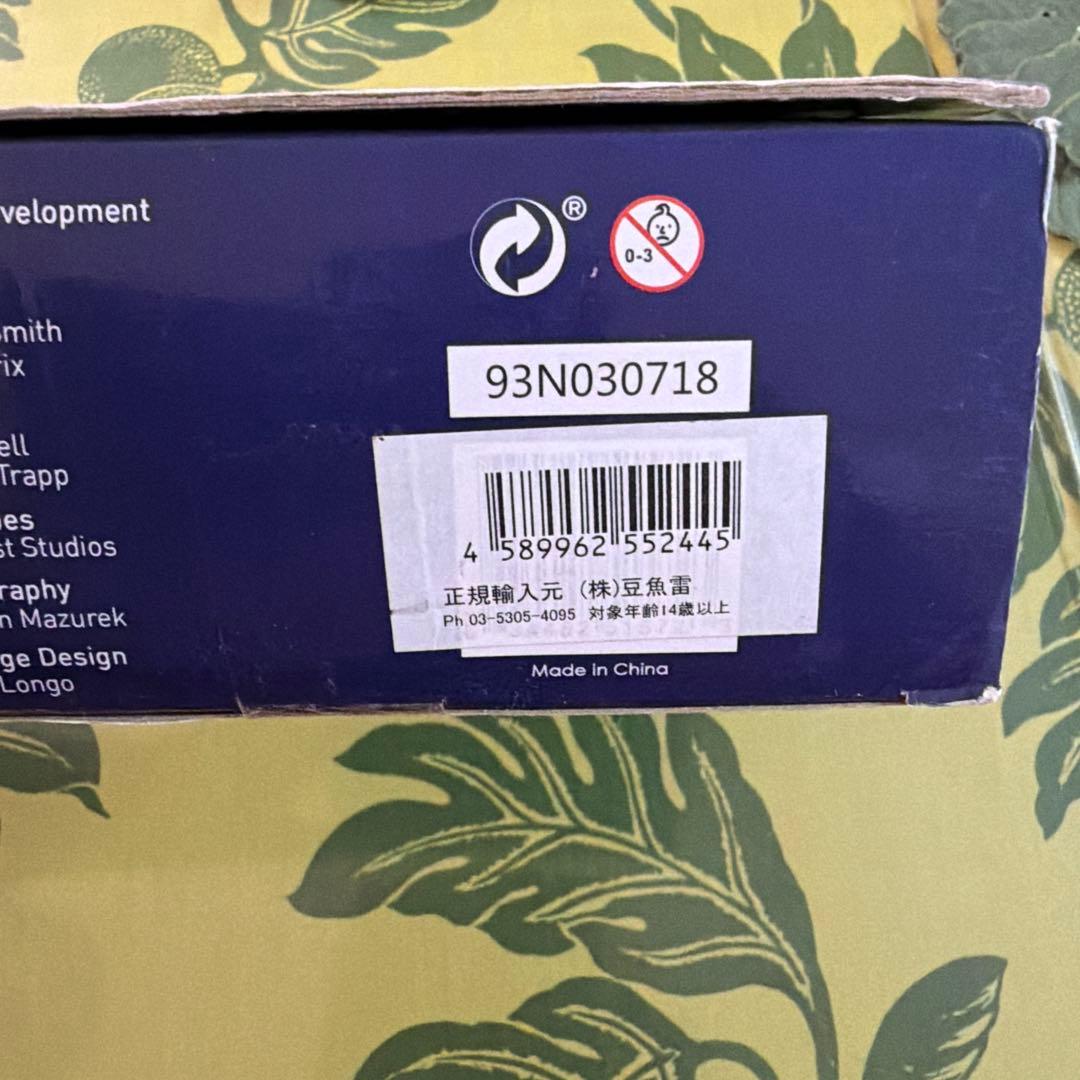 velopment
mith
ix
ell
Trapp
es
st Studios
raphy
n Mazurek
ge Design
Longo
®
0-3
93N030718
4 589962 552445
正規輸入元 (株)豆魚雷
Ph 03-5305-4095 対象年齢14歳以上
Made in China